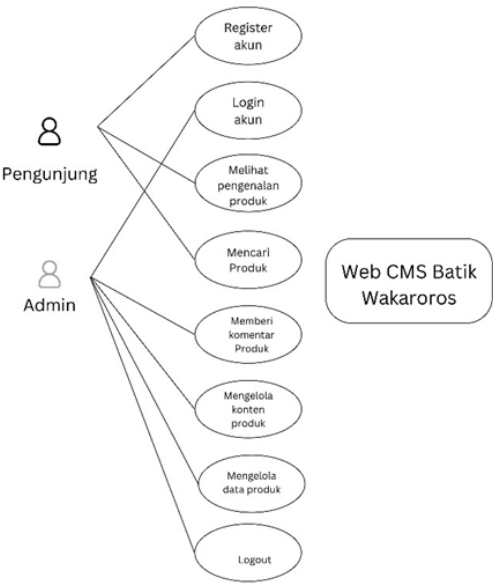 Register
akun
Login
akun
Pengunjung
Melihat
pengenalan
produk
Mencari
Produk
Web CMS Batik
Wakaroros
Admin
Memberi
komentar
Produk
Mengelola
konten
produk
Mengelola
data produk
Logout